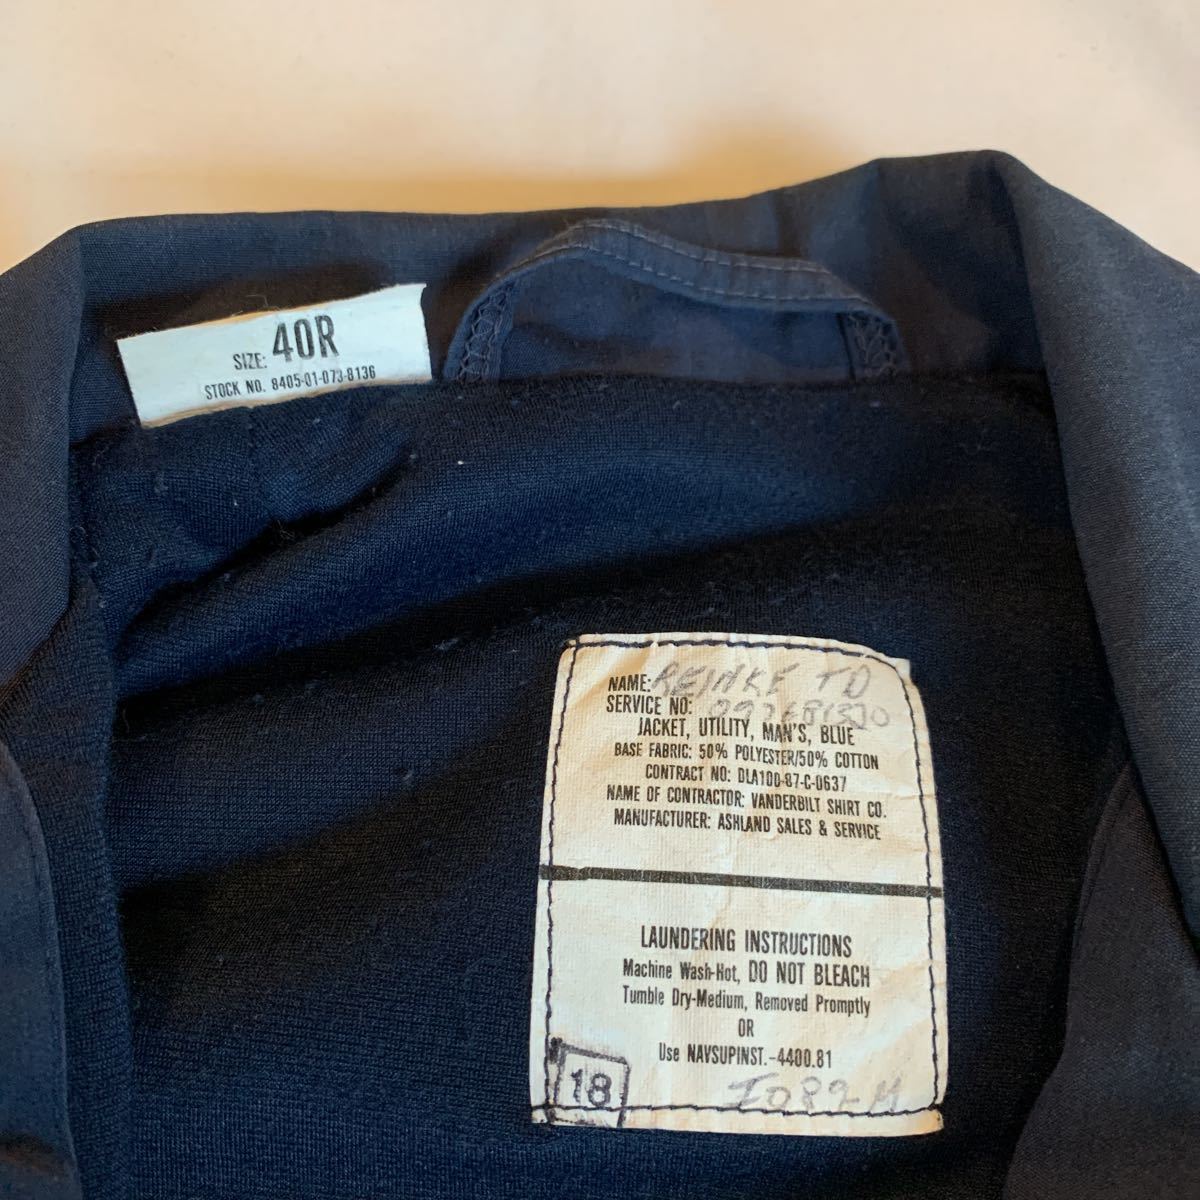 SIZE: 40R
STOCK NO. 8405-01-073-8136
NAME: REINKE TD
SERVICE NO:
JACKET, UTILITY, MAN'S, BLUE
BASE FABRIC: 50% POLYESTER/50% COTTON
CONTRACT NO: DLA100-87-C-0637
NAME OF CONTRACTOR: VANDERBILT SHIRT CO.
MANUFACTURER: ASHLAND SALES & SERVICE
LAUNDERING INSTRUCTIONS
Machine Wash-Hot, DO NOT BLEACH
Tumble Dry-Medium, Removed Promptly
OR
Use NAVSUPINST.-4400.81
18
I089-M